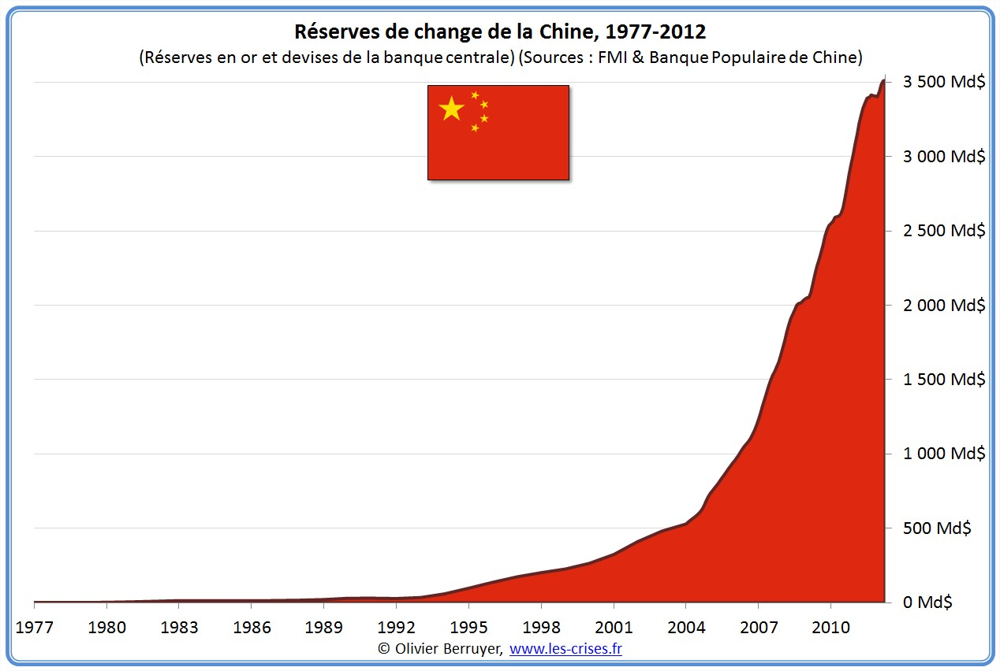 Réserves de change de la Chine, 1977-2012
(Réserves en or et devises de la banque centrale) (Sources : FMI & Banque Populaire de Chine)
3 500 Md$
3 000 Md$
2 500 Md$
2 000 Md$
1 500 Md$
1 000 Md$
500 Md$
0 Md$
1977 1980 1983 1986 1989 1992 1995 1998 2001 2004 2007 2010
© Olivier Berruyer, www.les-crises.fr